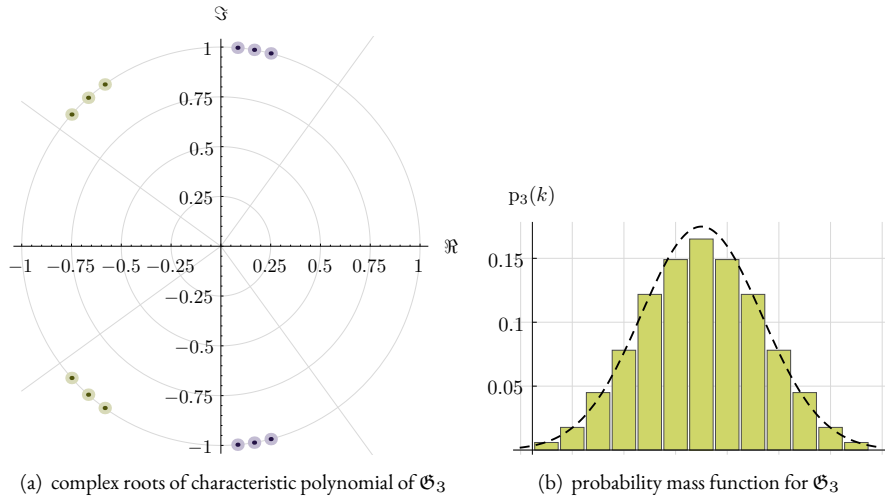 ℑ
1
0.75
0.5
0.25
−1 −0.75 −0.5 −0.25 0.25 0.5 0.75 1 ℜ
−0.25
−0.5
−0.75
−1
(a) complex roots of characteristic polynomial of 𝕲₃
p₃(k)
0.15
0.1
0.05
(b) probability mass function for 𝕲₃